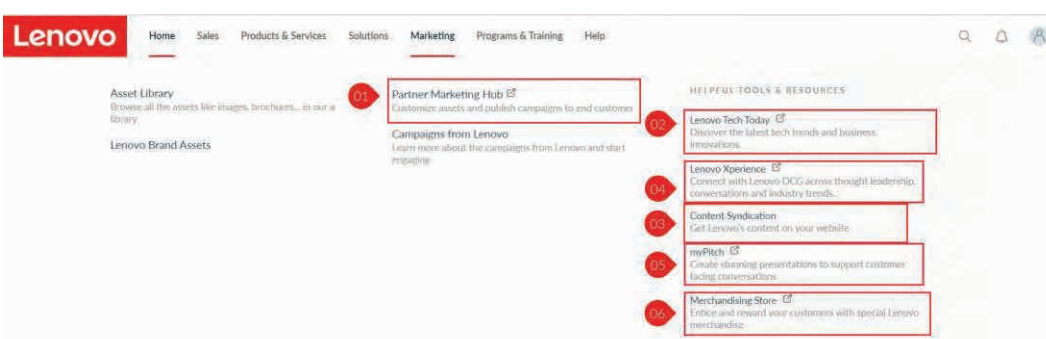 Lenovo
Home Sales Products & Services Solutions Marketing Programs & Training Help
Asset Library
Browse all the assets like images, brochures... in our a
library
Lenovo Brand Assets
01
Partner Marketing Hub
Customize assets and publish campaigns to end customer
Campaigns from Lenovo
Learn more about the campaigns from Lenovo and start
engaging
HELPFUL TOOLS & RESOURCES
02
Lenovo Tech Today
Discover the latest tech trends and business
innovations.
04
Lenovo Xperience
Connect with Lenovo DCG across thought leadership,
conversations and industry trends.
03
Content Syndication
Get Lenovo's content on your website
05
myPitch
Create stunning presentations to support customer
facing conversations
06
Merchandising Store
Entice and reward your customers with special Lenovo
merchandise